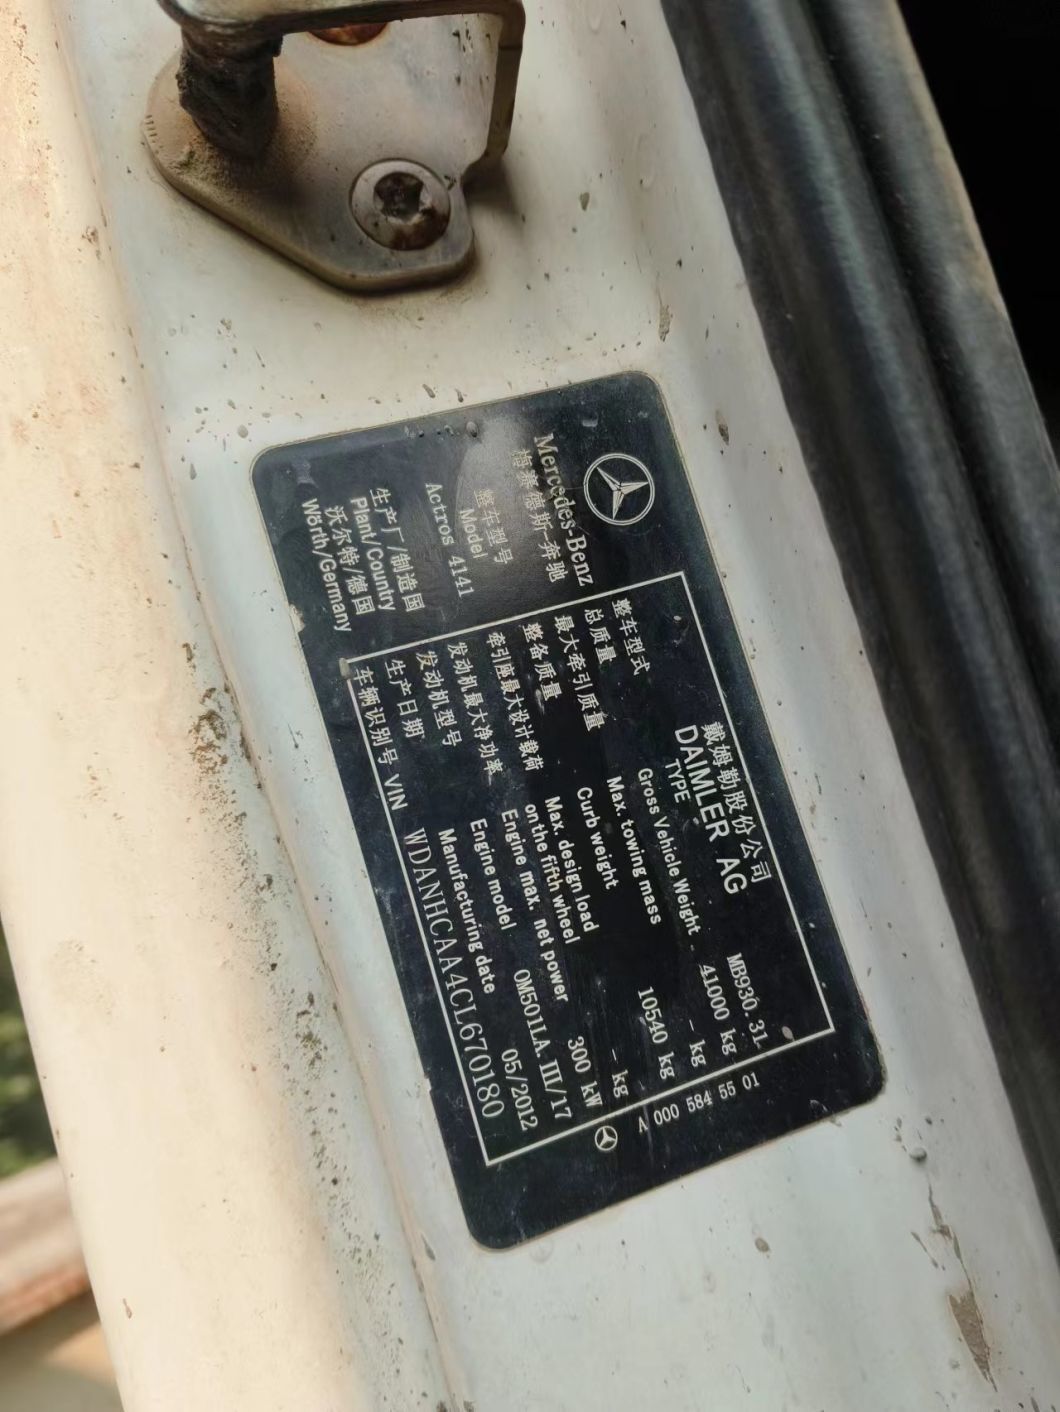 Mercedes-Benz
梅赛德斯-奔驰
整车型号
Model
Actros 4141
生产厂/制造国
Plant/Country
沃尔特/德国
Wörth/Germany
戴姆勒股份公司
DAIMLER AG
整车型式 TYPE MB930.31
总质量 Gross Vehicle Weight 41000 kg
最大牵引质量 Max. towing mass - kg
整备质量 Curb weight 10540 kg
牵引座最大设计载荷 Max. design load
on the fifth wheel - kg
发动机最大净功率 Engine max. net power 300 kW
发动机型号 Engine model OM501LA.III/17
生产日期 Manufacturing date 05/2012
车辆识别号 VIN WDANHCAA4CL670180
A 000 584 55 01